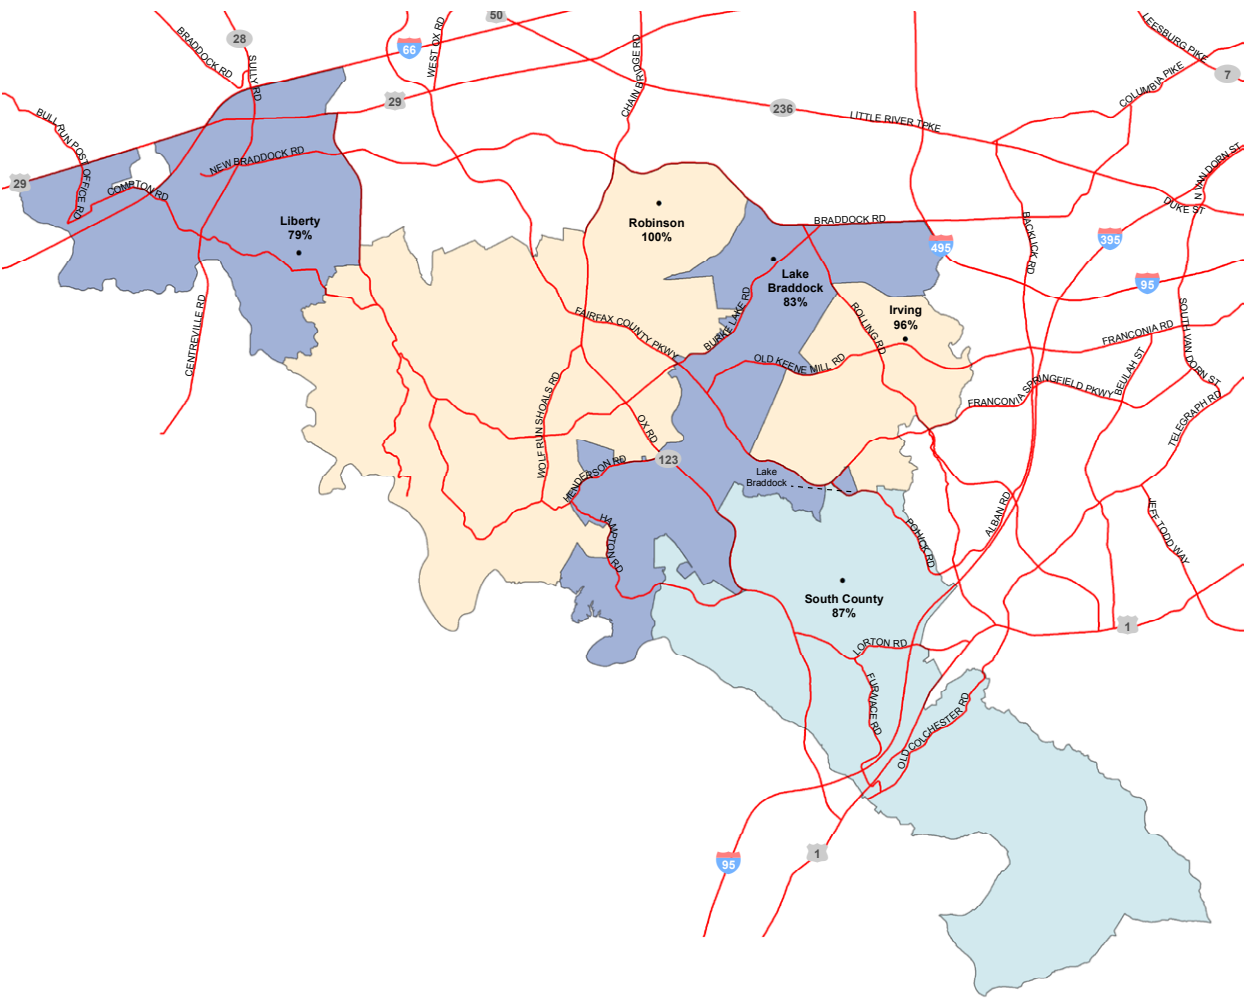 50
BRADDOCK RD
28
66
WEST OX RD
CHAIN BRIDGE RD
LEESBURG PIKE
7
SULLY RD
29
236
LITTLE RIVER TPKE
COLUMBIA PIKE
BULL RUN POST OFFICE RD
29
COMPTON RD
NEW BRADDOCK RD
VAN DORN ST
N VAN DORN ST
DUKE ST
Liberty
79%
Robinson
100%
BRADDOCK RD
BACKLICK RD
495
395
95
Lake
Braddock
83%
Irving
96%
CENTREVILLE RD
FAIRFAX COUNTY PKWY
BURKE LAKE RD
ROLLING RD
OLD KEENE MILL RD
FRANCONIA RD
SOUTH VAN DORN ST
BEULAH ST
FRANCONIA SPRINGFIELD PKWY
TELEGRAPH RD
WOLF RUN SHOALS RD
OX RD
123
HENDERSON RD
Lake
Braddock
HAMPTON RD
POHICK RD
ALBAN RD
JEFF TODD WAY
South County
87%
1
LORTON RD
FURNACE RD
OLD COLCHESTER RD
95
1